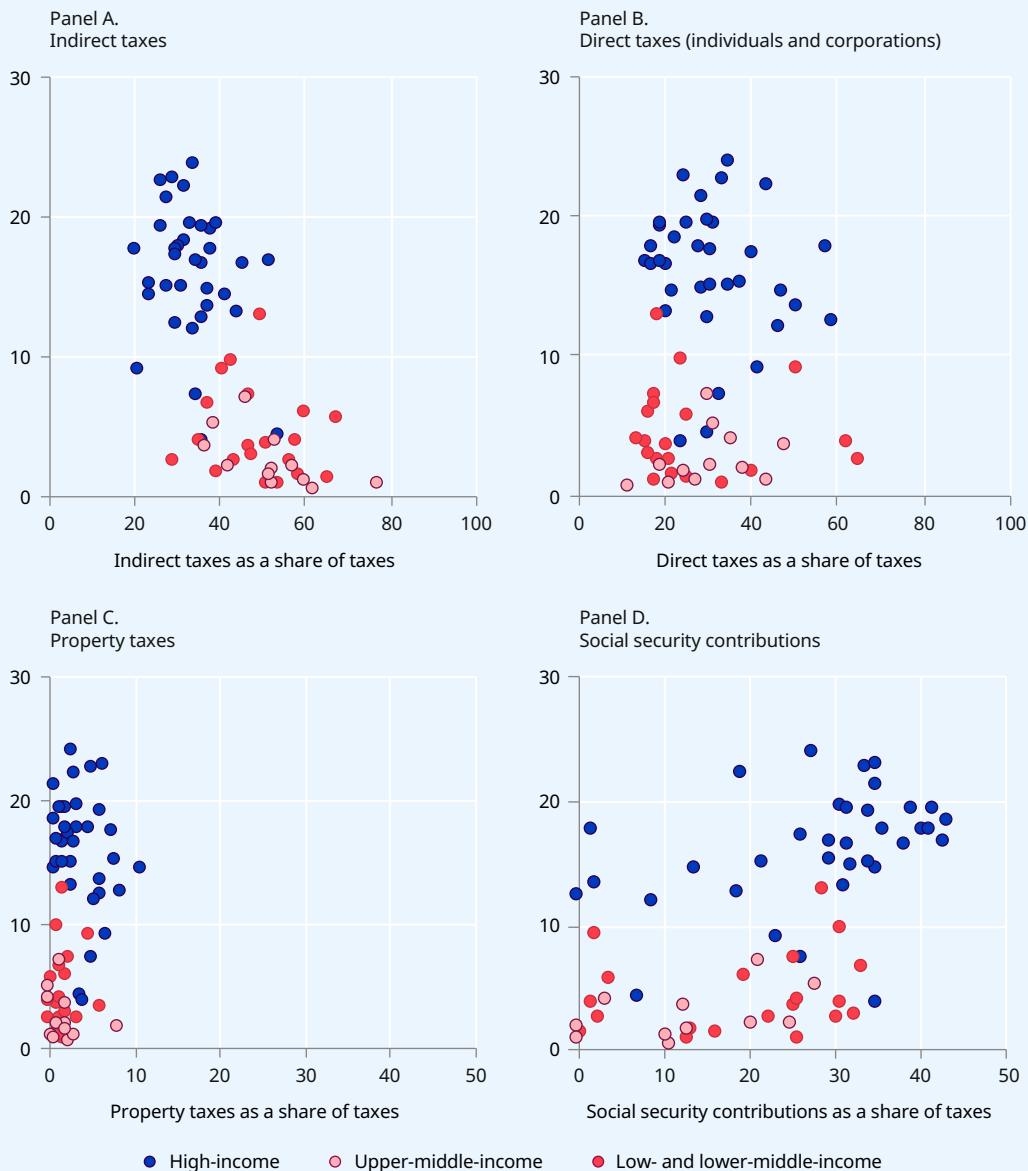 Panel A.
Indirect taxes
30
20
10
0
0 20 40 60 80 100
Indirect taxes as a share of taxes
Panel B.
Direct taxes (individuals and corporations)
30
20
10
0
0 20 40 60 80 100
Direct taxes as a share of taxes
Panel C.
Property taxes
30
20
10
0
0 10 20 30 40 50
Property taxes as a share of taxes
Panel D.
Social security contributions
30
20
10
0
0 10 20 30 40 50
Social security contributions as a share of taxes
High-income Upper-middle-income Low- and lower-middle-income